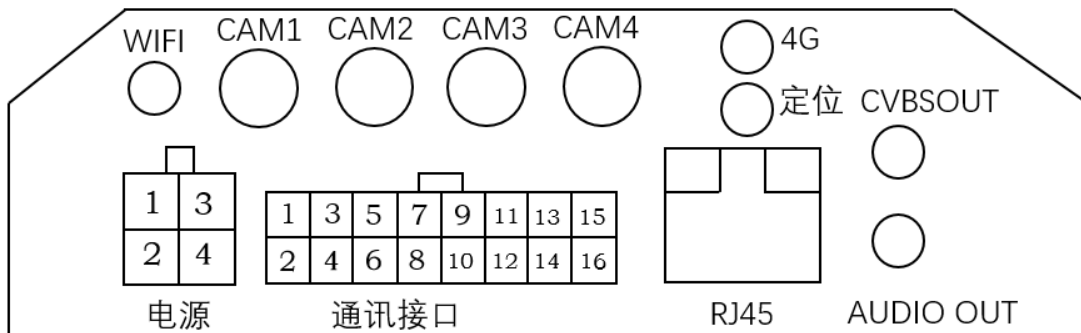 WIFI CAM1 CAM2 CAM3 CAM4 4G
定位 CVBSOUT
1 3 1 3 5 7 9 11 13 15
2 4 2 4 6 8 10 12 14 16
电源 通讯接口 RJ45 AUDIO OUT